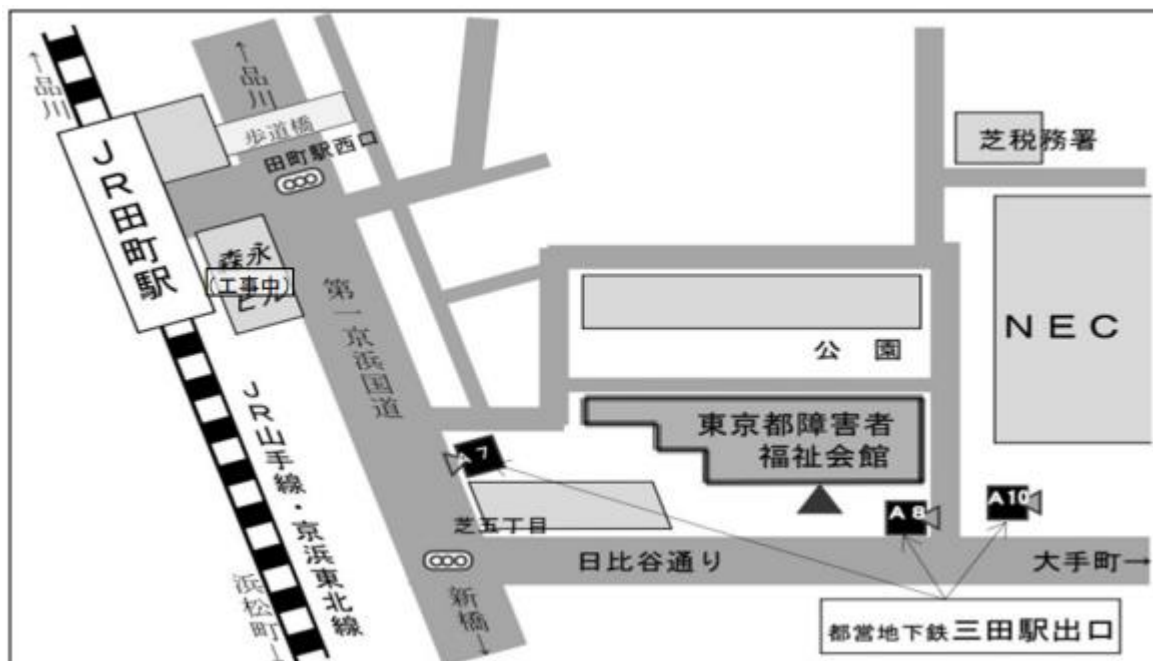 ↑品川
↑品川
歩道橋
田町駅西口
芝税務署
JR田町駅
森永
(工事中)
ビル
第一京浜国道
NEC
公園
東京都障害者
福祉会館
JR山手線・京浜東北線
A7
A8
A10
芝五丁目
日比谷通り
大手町→
浜松町→
新橋→
都営地下鉄三田駅出口